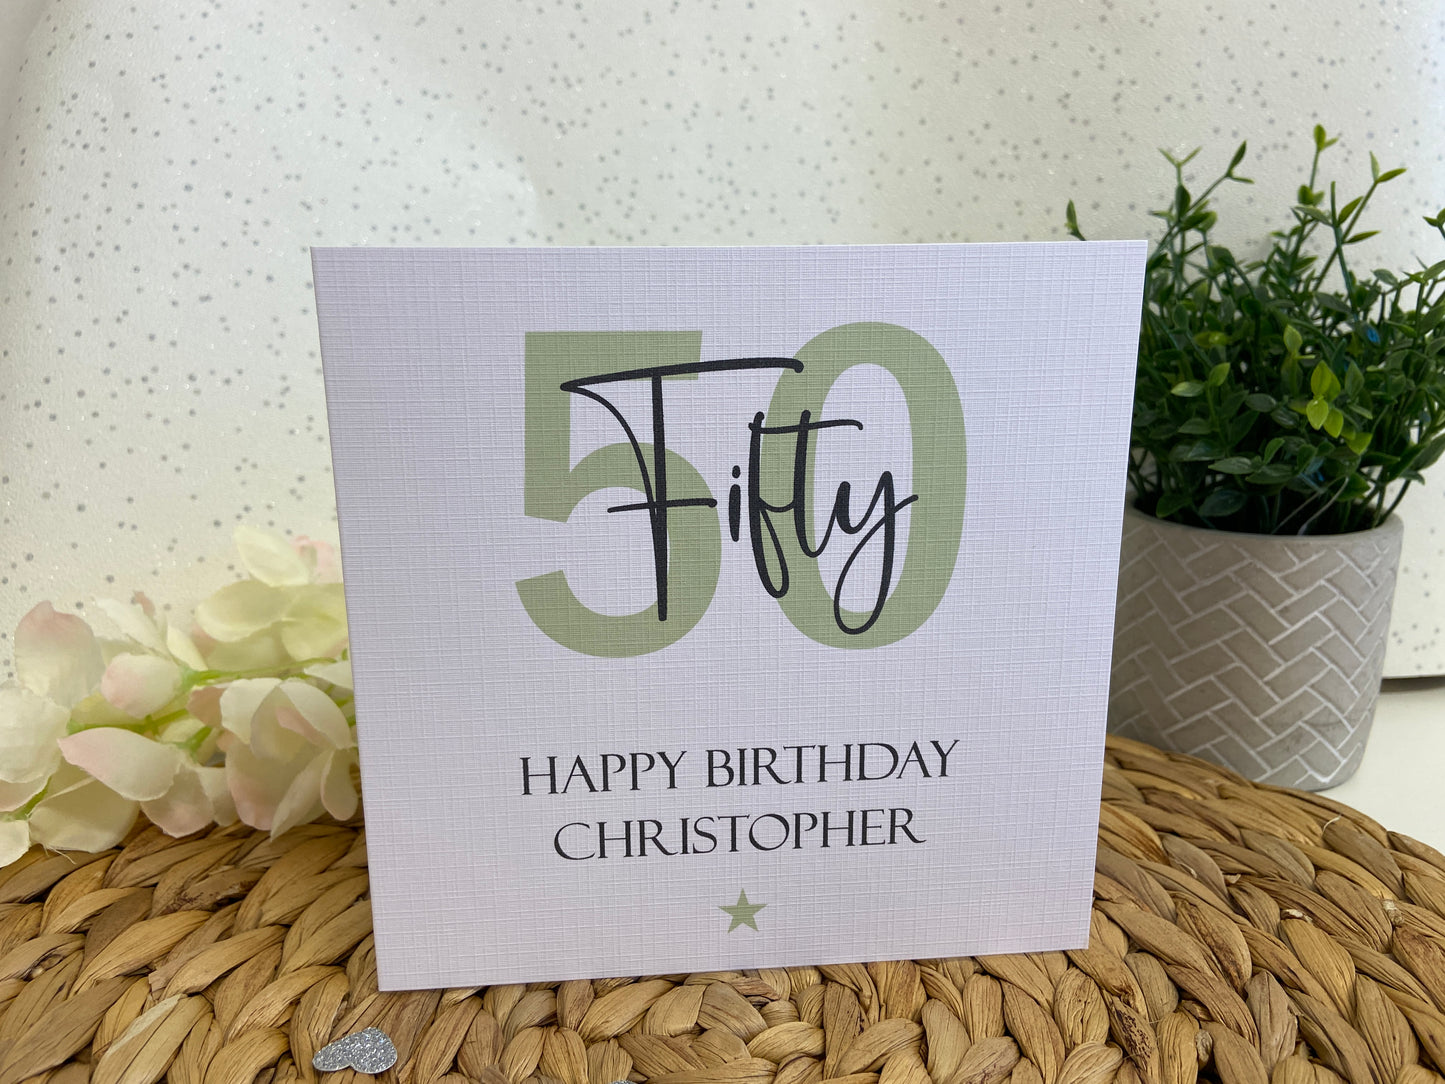 50
Fifty
HAPPY BIRTHDAY
CHRISTOPHER